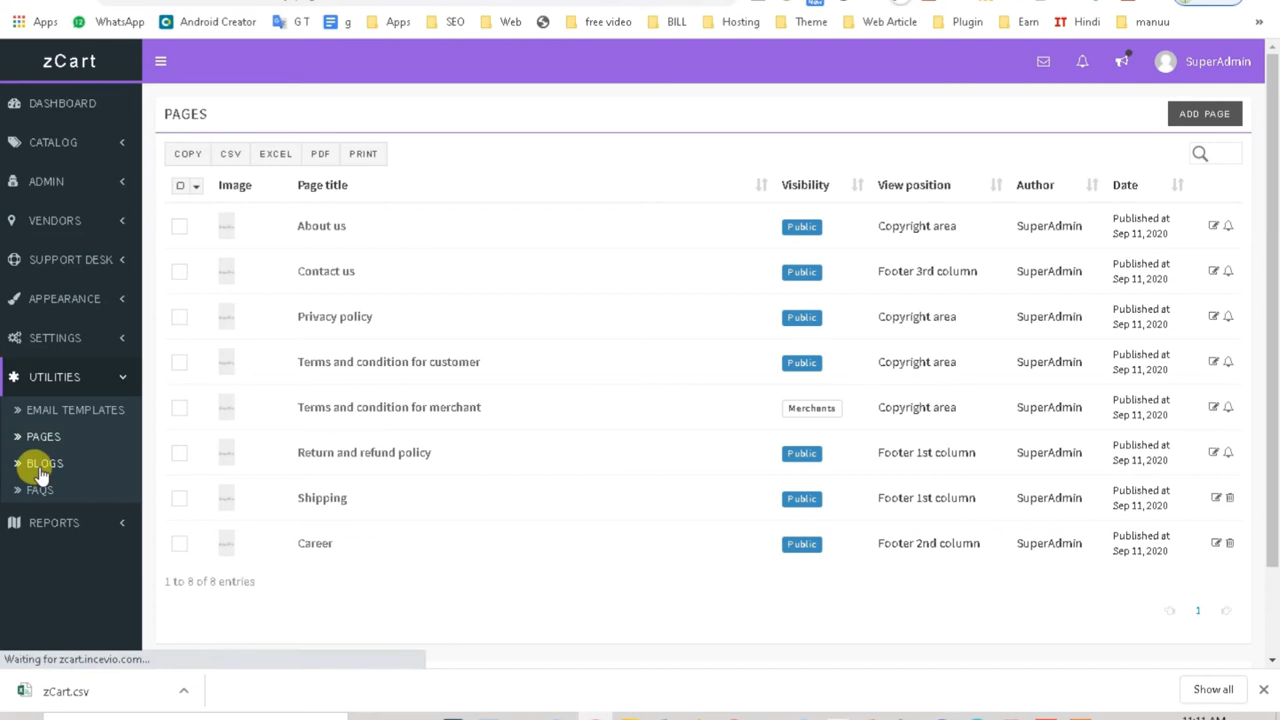 Apps WhatsApp Android Creator G T g Apps SEO Web free video BILL Hosting Theme Web Article Plugin Earn IT Hindi manuu »
zCart
SuperAdmin
DASHBOARD
CATALOG
ADMIN
VENDORS
SUPPORT DESK
APPEARANCE
SETTINGS
UTILITIES
» EMAIL TEMPLATES
» PAGES
» BLOGS
» FAQS
REPORTS
PAGES
ADD PAGE
COPY CSV EXCEL PDF PRINT
Image Page title Visibility View position Author Date
About us Public Copyright area SuperAdmin Published at
Sep 11, 2020
Contact us Public Footer 3rd column SuperAdmin Published at
Sep 11, 2020
Privacy policy Public Copyright area SuperAdmin Published at
Sep 11, 2020
Terms and condition for customer Public Copyright area SuperAdmin Published at
Sep 11, 2020
Terms and condition for merchant Merchants Copyright area SuperAdmin Published at
Sep 11, 2020
Return and refund policy Public Footer 1st column SuperAdmin Published at
Sep 11, 2020
Shipping Public Footer 1st column SuperAdmin Published at
Sep 11, 2020
Career Public Footer 2nd column SuperAdmin Published at
Sep 11, 2020
1 to 8 of 8 entries
1
Waiting for zcart.incevio.com...
zCart.csv
Show all
11:11 AM